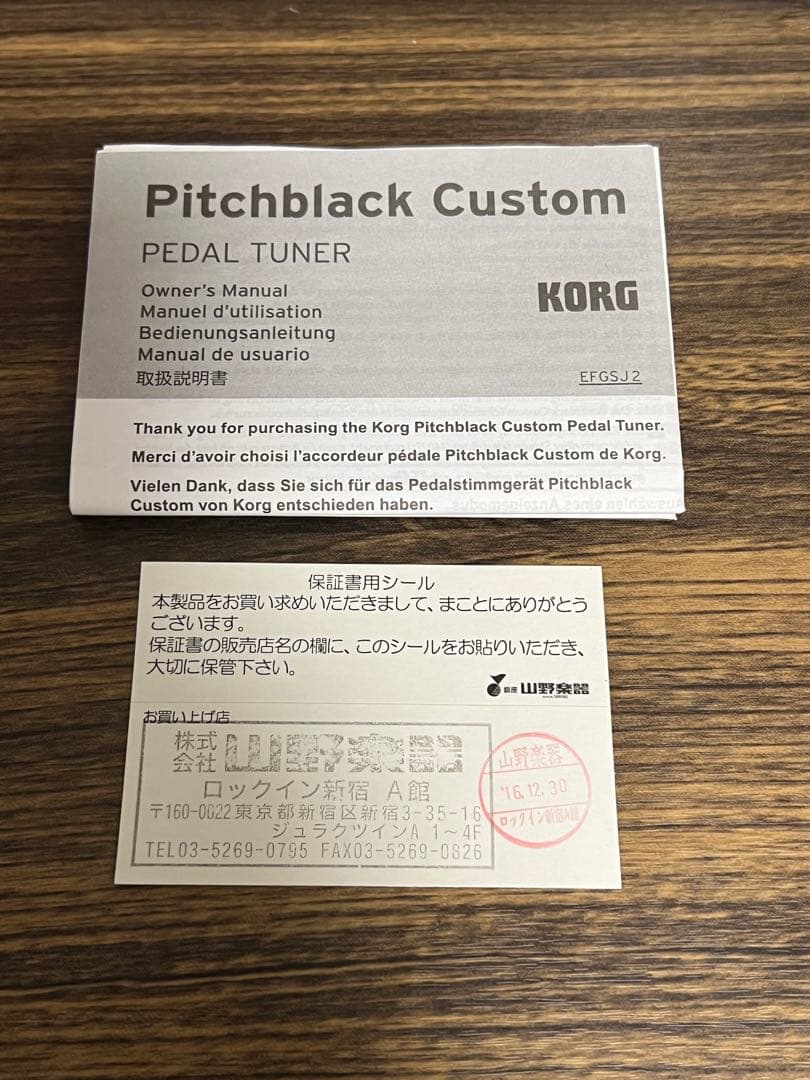 Pitchblack Custom
PEDAL TUNER
Owner's Manual
Manuel d'utilisation
Bedienungsanleitung
Manual de usuario
取扱説明書
KORG
EFGSJ2
Thank you for purchasing the Korg Pitchblack Custom Pedal Tuner.
Merci d'avoir choisi l'accordeur pédale Pitchblack Custom de Korg.
Vielen Dank, dass Sie sich für das Pedalstimmgerät Pitchblack
Custom von Korg entschieden haben.
保証書用シール
本製品をお買い求めいただきまして、まことにありがとう
ございます。
保証書の販売店名の欄に、このシールをお貼りいただき、
大切に保管下さい。
銀座 山野楽器
お買い上げ店
株式会社 山野楽器
ロックイン新宿 A館
〒160-0022東京都新宿区新宿3-35-16
ジュラクツインA 1〜4F
TEL03-5269-0795 FAX03-5269-0826
山野楽器
'16.12.30
ロックイン新宿A館